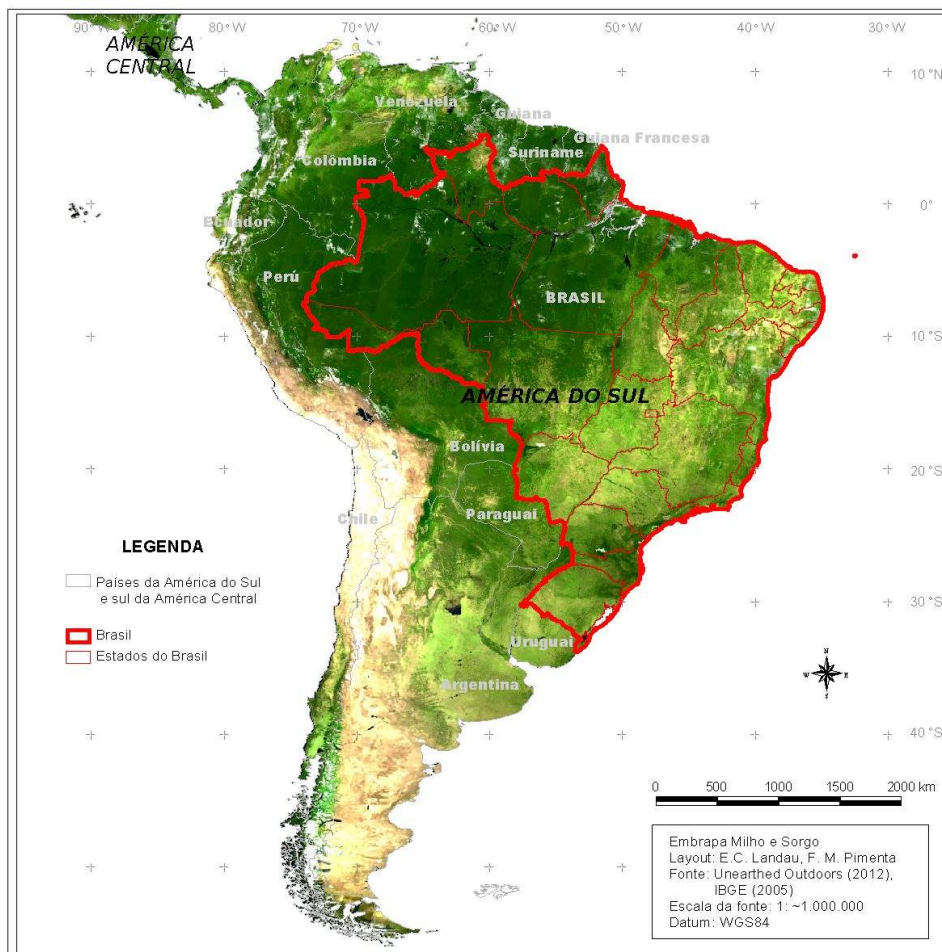 90° W 80° W 70° W 60° W 50° W 40° W 30° W
AMÉRICA
CENTRAL
10° N
Venezuela
Guiana
Guiana Francesa
Suriname
Colômbia
0°
Ecuador
Perú
BRASIL
10° S
AMÉRICA DO SUL
Bolívia
20° S
Paraguai
Chile
LEGENDA
Países da América do Sul
e sul da América Central
30° S
Brasil
Estados do Brasil
Uruguai
N
W E
S
Argentina
40 °S
0 500 1000 1500 2000 km
Embrapa Milho e Sorgo
Layout: E.C. Landau, F. M. Pimenta
Fonte: Unearthed Outdoors (2012),
IBGE (2005)
Escala da fonte: 1: ~1.000.000
Datum: WGS84